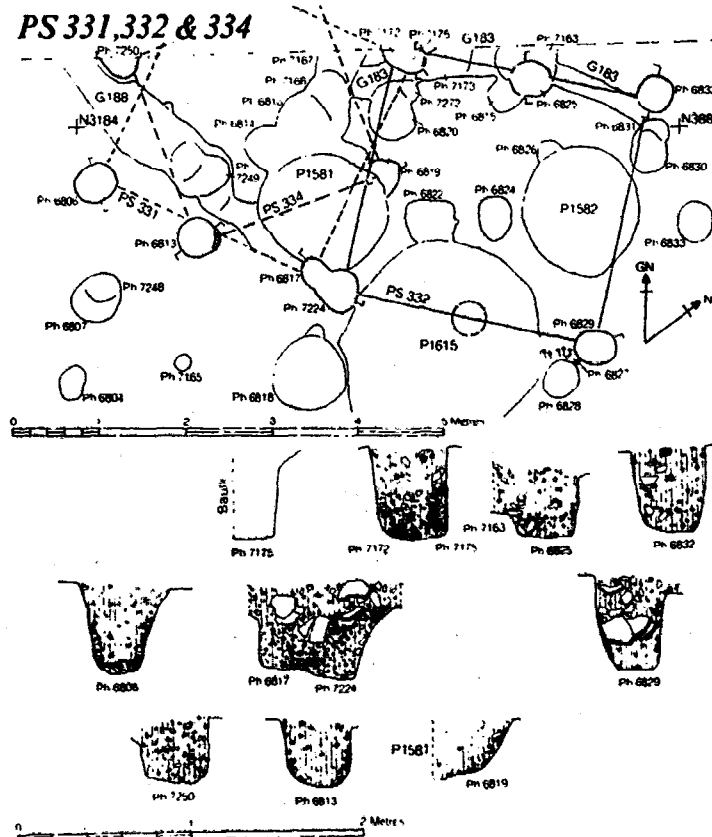 PS 331,332 & 334
Ph 7250
Ph 7172
Ph 7175
G183
Ph 7163
G183
G188
Ph 7167
Ph 7166
G183
Ph 7173
Ph 7272
Ph 6825
Ph 6815
N3184
Ph 6814
Ph 6820
Ph 6831
N388
Ph 6830
Ph 6826
Ph 6806
Ph 7249
P1581
Ph 6819
Ph 6822
Ph 6824
P1582
PS 331
PS 334
Ph 6813
Ph 6833
GN
Ph 6817
Ph 7224
PS 332
P1615
Ph 6829
Ph 7248
Ph 6807
Ph 7165
Ph 6804
Ph 6818
Ph 6828
0 1 2 3 4 5 Metres
Baulk
Ph 7175
Ph 7172
Ph 7175
Ph 7163
Ph 6825
Ph 6832
Ph 6806
Ph 6817
Ph 7224
Ph 6829
Ph 7250
Ph 6813
P1581
Ph 6819
0 1 2 Metres